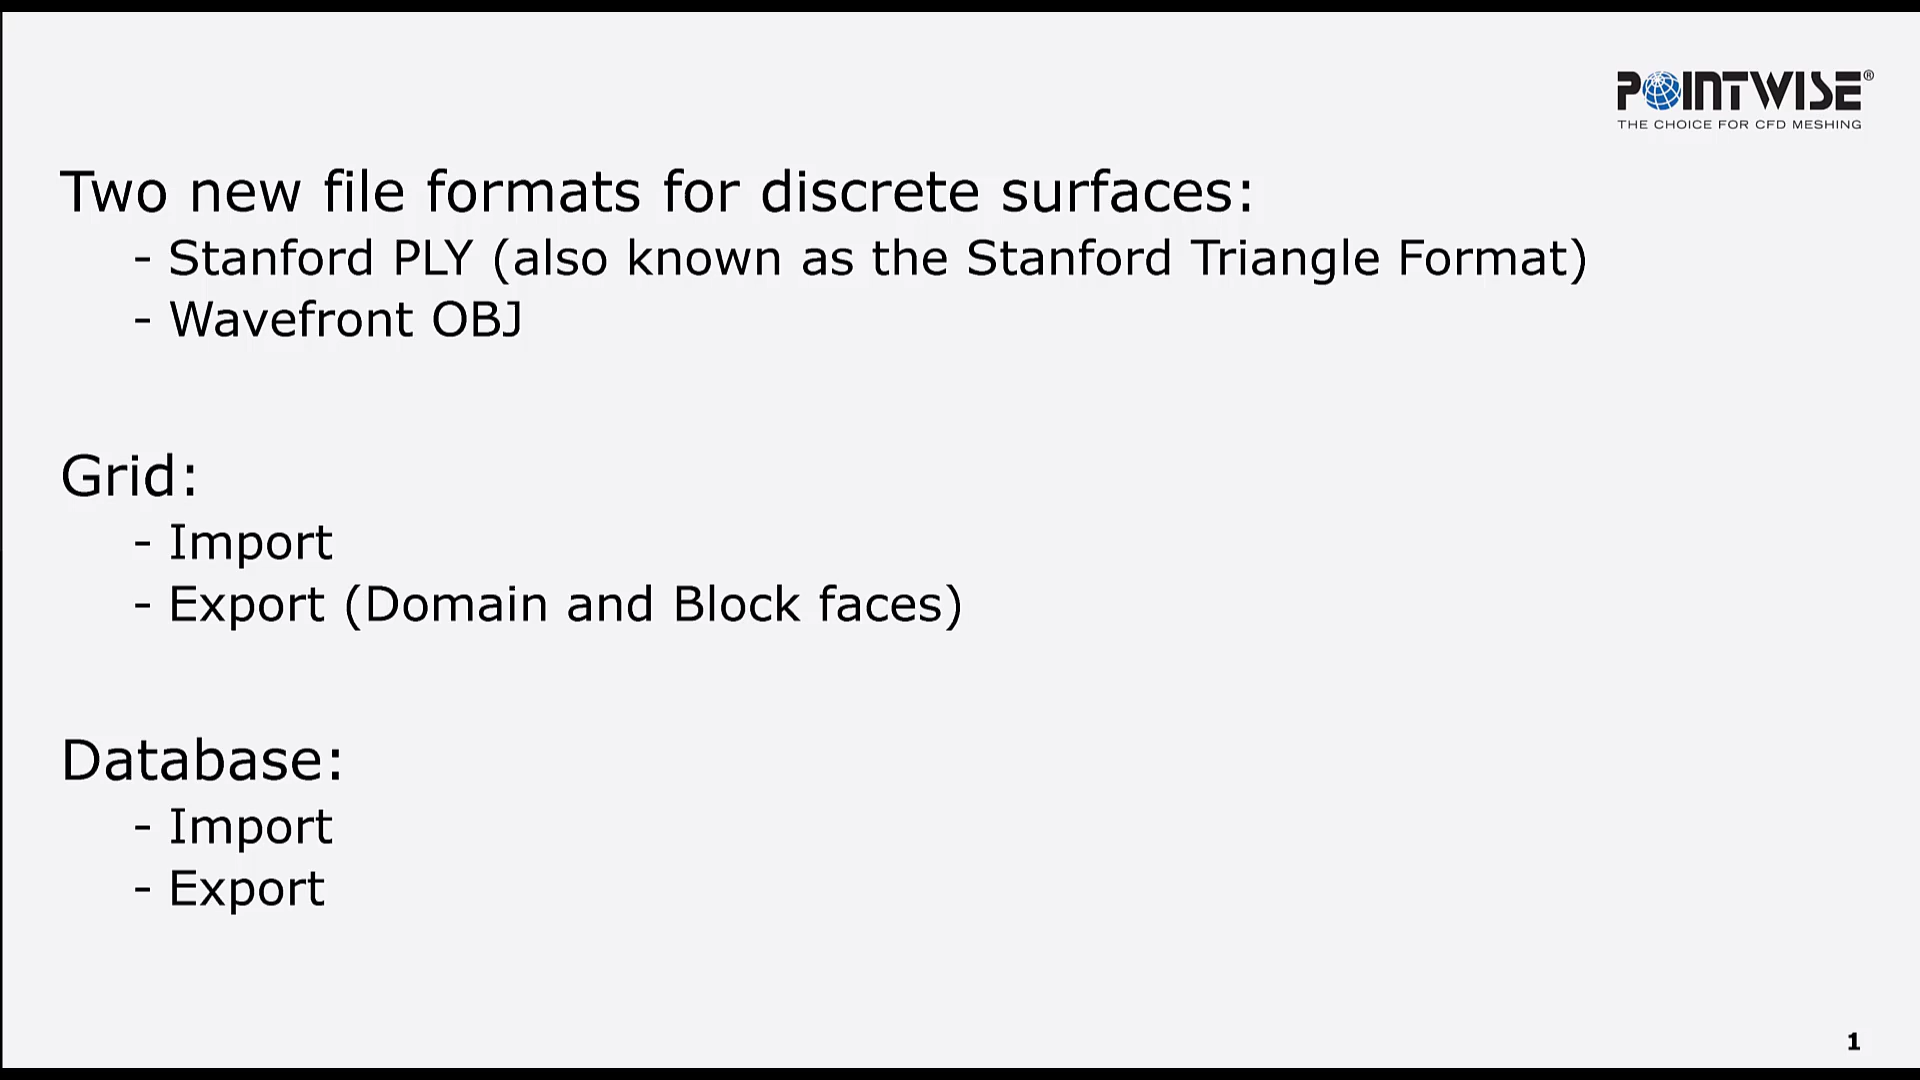 POINTWISE®
THE CHOICE FOR CFD MESHING
Two new file formats for discrete surfaces:
- Stanford PLY (also known as the Stanford Triangle Format)
- Wavefront OBJ
Grid:
- Import
- Export (Domain and Block faces)
Database:
- Import
- Export
1